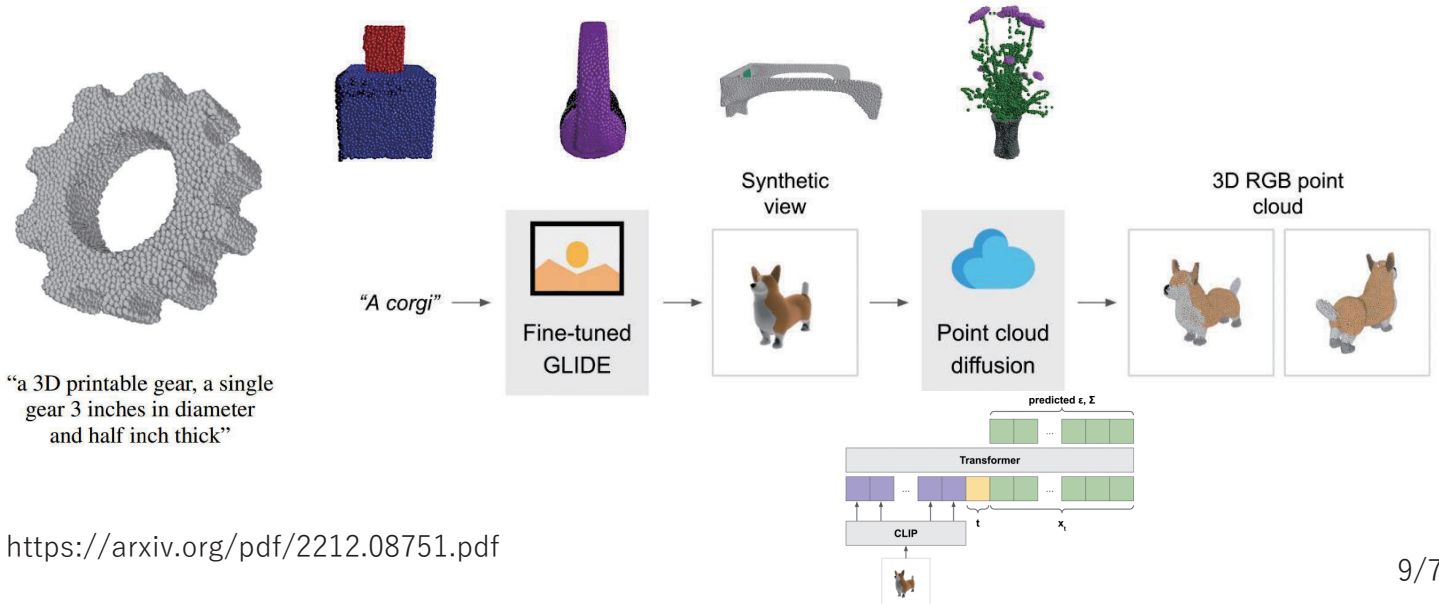 Synthetic
view
3D RGB point
cloud
“A corgi”
Fine-tuned
GLIDE
Point cloud
diffusion
“a 3D printable gear, a single
gear 3 inches in diameter
and half inch thick”
predicted ε, Σ
...
Transformer
... ...
t x_t
CLIP
https://arxiv.org/pdf/2212.08751.pdf
9/7